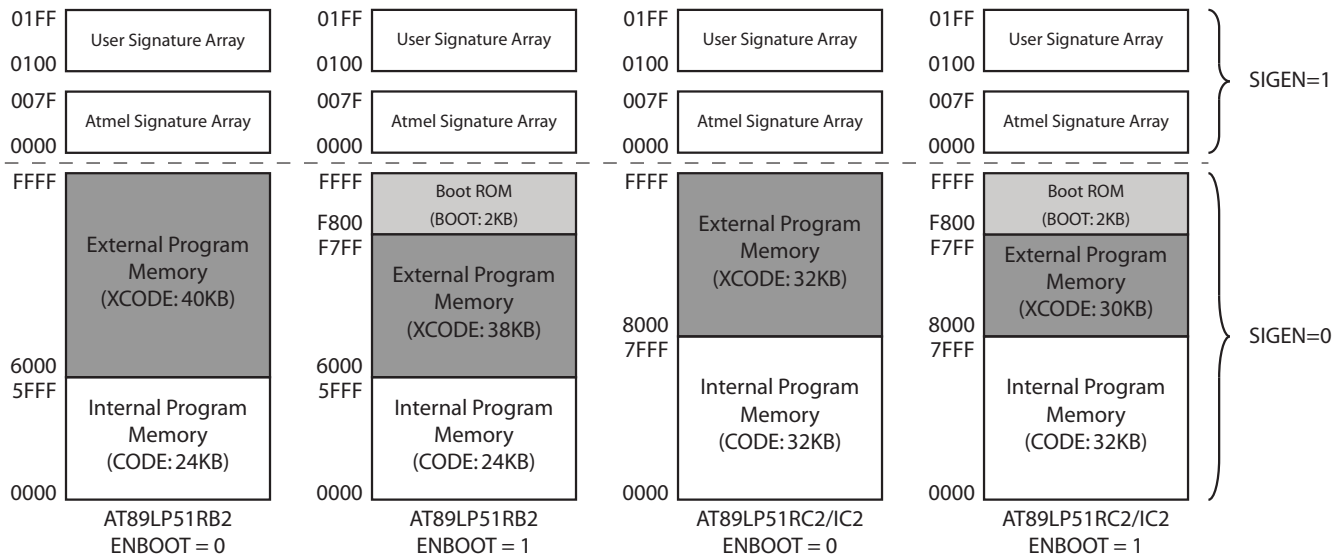 01FF
User Signature Array
0100
007F
Atmel Signature Array
0000
FFFF
External Program
Memory
(XCODE: 40KB)
6000
5FFF
Internal Program
Memory
(CODE: 24KB)
0000
AT89LP51RB2
ENBOOT = 0
01FF
User Signature Array
0100
007F
Atmel Signature Array
0000
FFFF
Boot ROM
(BOOT: 2KB)
F800
F7FF
External Program
Memory
(XCODE: 38KB)
6000
5FFF
Internal Program
Memory
(CODE: 24KB)
0000
AT89LP51RB2
ENBOOT = 1
01FF
User Signature Array
0100
007F
Atmel Signature Array
0000
FFFF
External Program
Memory
(XCODE: 32KB)
8000
7FFF
Internal Program
Memory
(CODE: 32KB)
0000
AT89LP51RC2/IC2
ENBOOT = 0
01FF
User Signature Array
0100
007F
Atmel Signature Array
0000
FFFF
Boot ROM
(BOOT: 2KB)
F800
F7FF
External Program
Memory
(XCODE: 30KB)
8000
7FFF
Internal Program
Memory
(CODE: 32KB)
0000
AT89LP51RC2/IC2
ENBOOT = 1
SIGEN=1
SIGEN=0